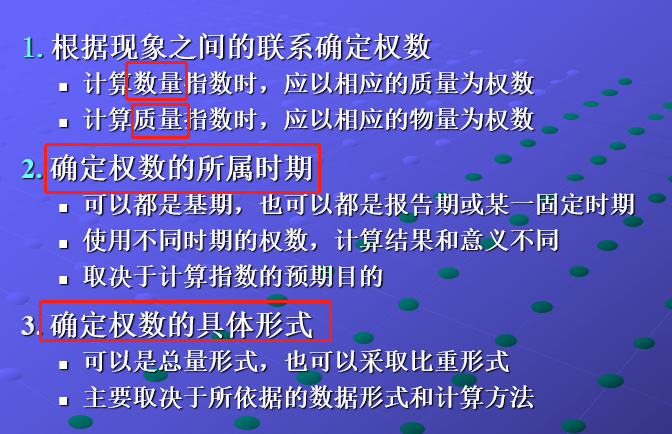 1. 根据现象之间的联系确定权数
计算数量指数时，应以相应的质量为权数
计算质量指数时，应以相应的物量为权数
2. 确定权数的所属时期
可以都是基期，也可以都是报告期或某一固定时期
使用不同时期的权数，计算结果和意义不同
取决于计算指数的预期目的
3. 确定权数的具体形式
可以是总量形式，也可以采取比重形式
主要取决于所依据的数据形式和计算方法